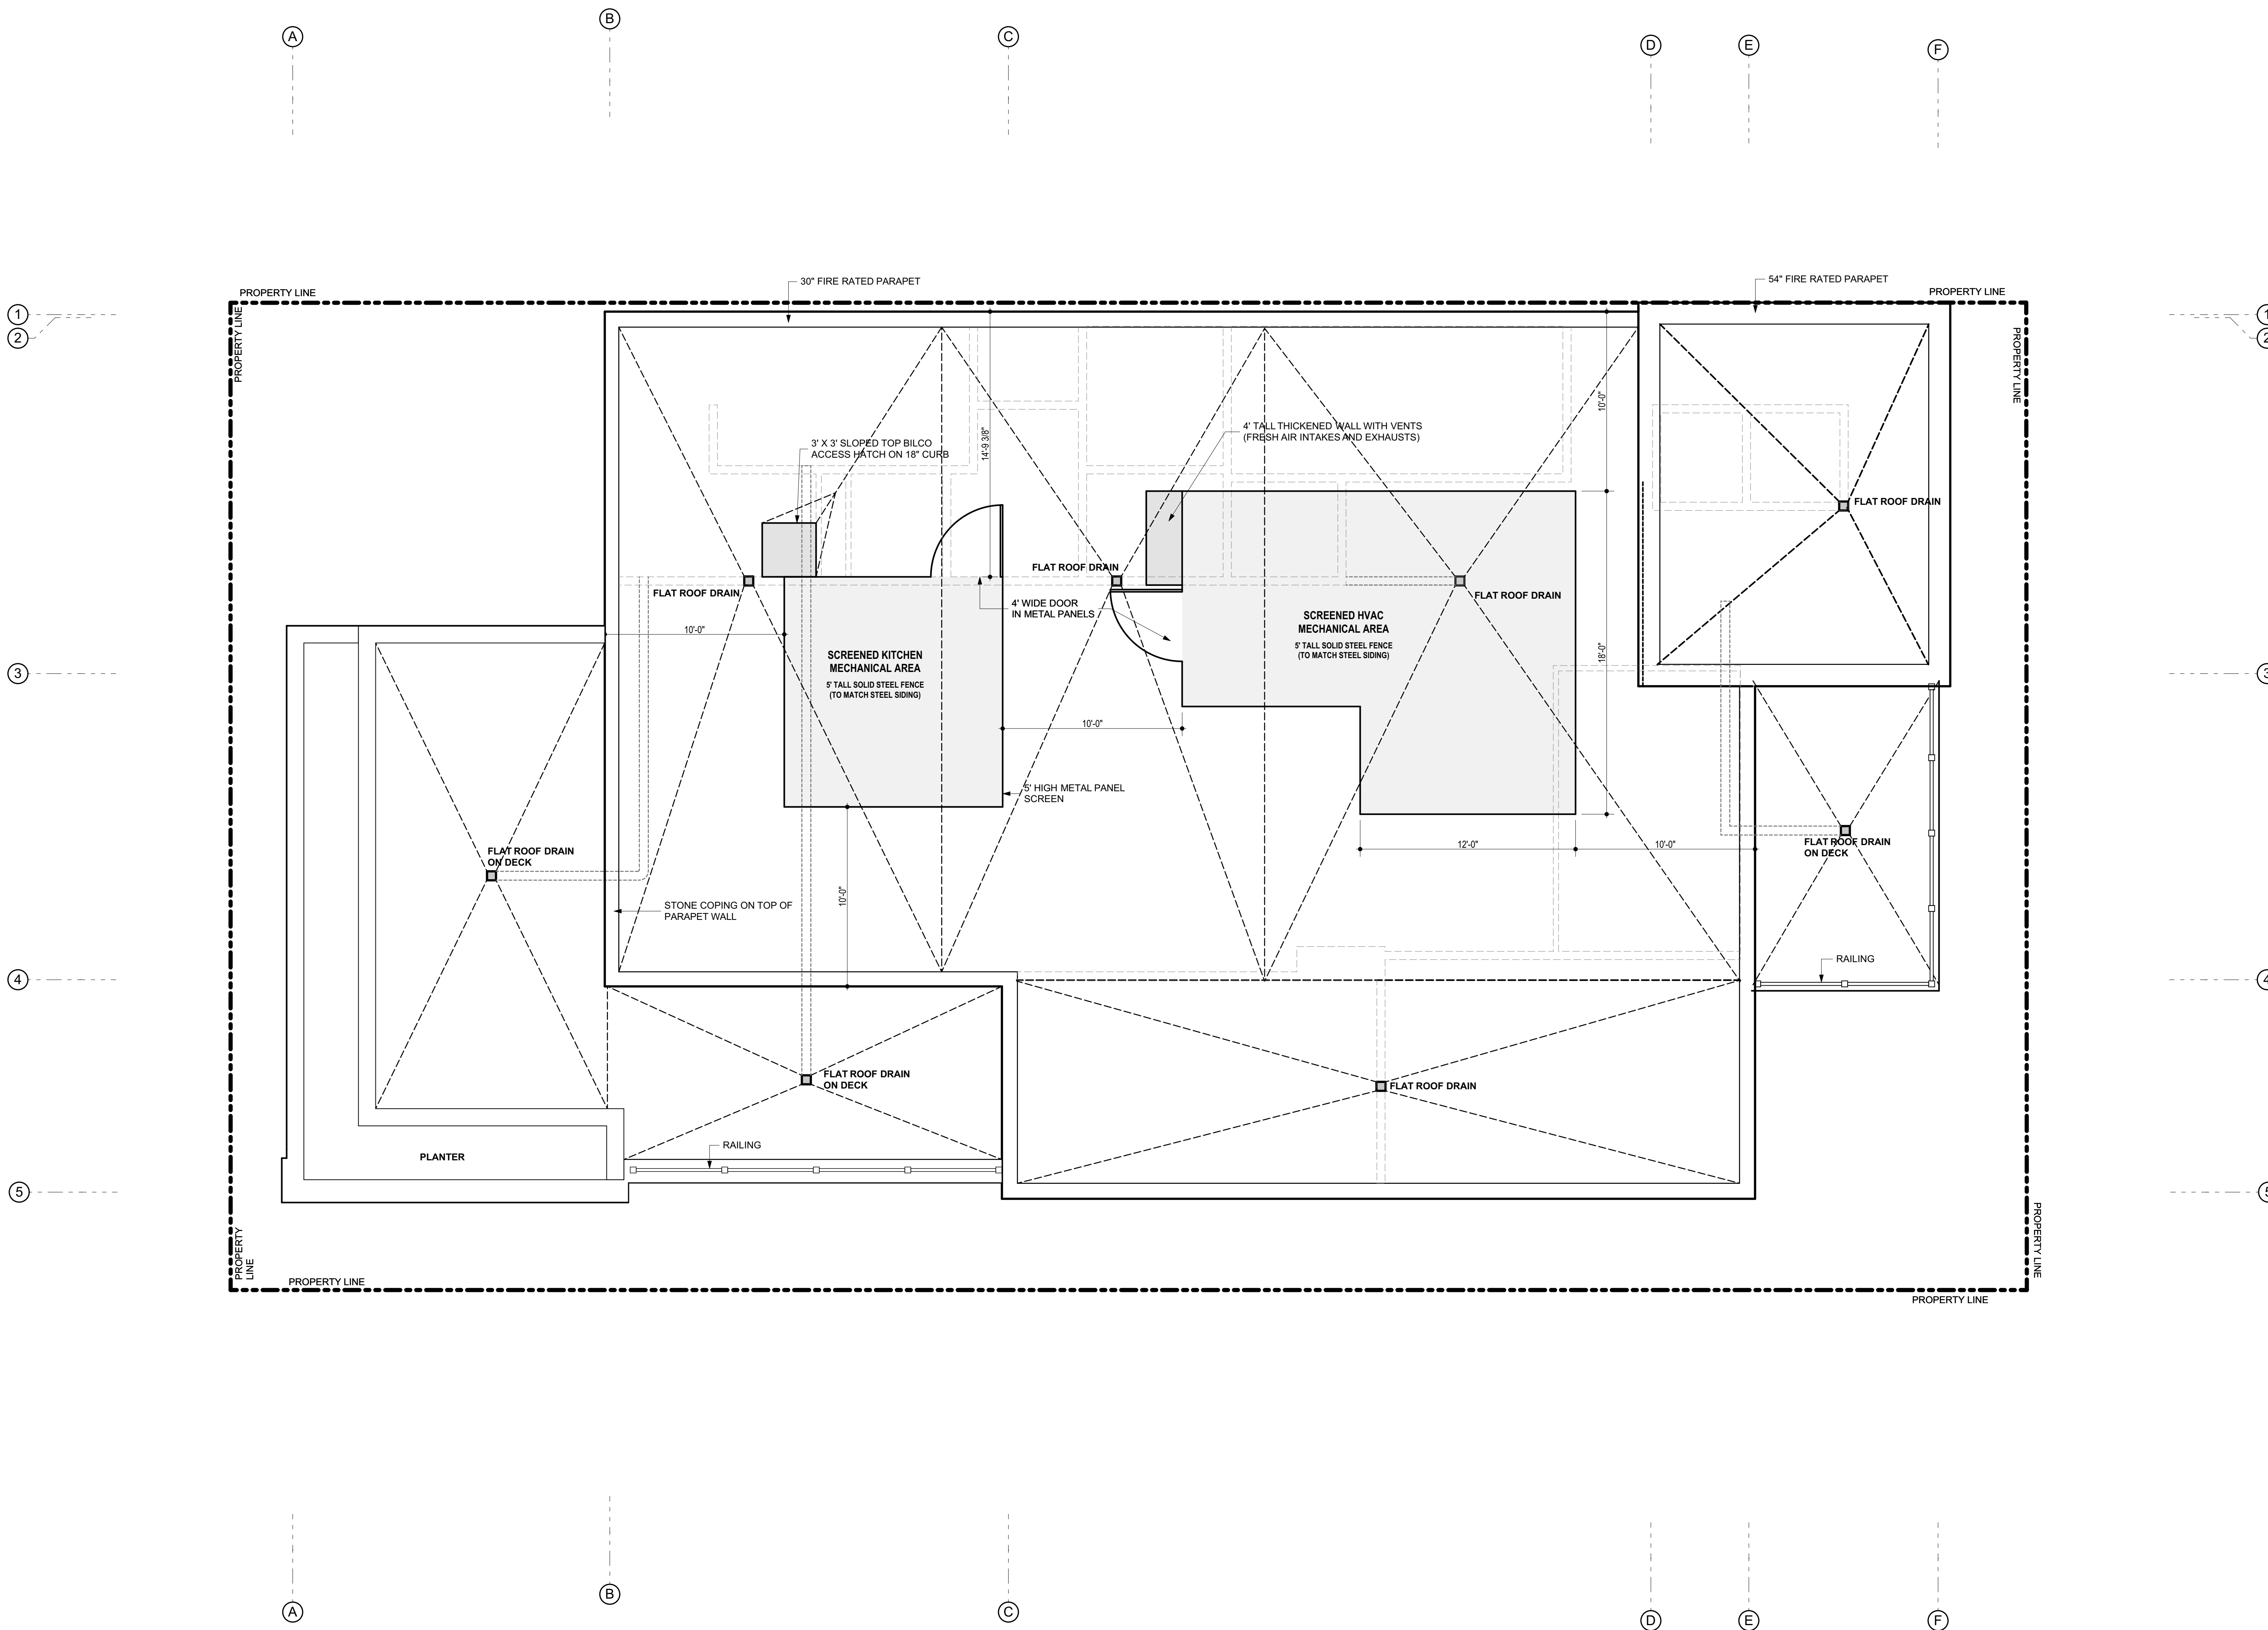 A
B
C
D
E
F
30" FIRE RATED PARAPET
54" FIRE RATED PARAPET
PROPERTY LINE
PROPERTY LINE
1
2
1
2
PROPERTY LINE
PROPERTY LINE
10'-0"
14'-9 3/8"
3' X 3' SLOPED TOP BILCO
ACCESS HATCH ON 18" CURB
4' TALL THICKENED WALL WITH VENTS
(FRESH AIR INTAKES AND EXHAUSTS)
FLAT ROOF DRAIN
FLAT ROOF DRAIN
FLAT ROOF DRAIN
FLAT ROOF DRAIN
4' WIDE DOOR
IN METAL PANELS
SCREENED HVAC
MECHANICAL AREA
5' TALL SOLID STEEL FENCE
(TO MATCH STEEL SIDING)
10'-0"
18'-0"
SCREENED KITCHEN
MECHANICAL AREA
5' TALL SOLID STEEL FENCE
(TO MATCH STEEL SIDING)
3
3
10'-0"
5' HIGH METAL PANEL
SCREEN
FLAT ROOF DRAIN
ON DECK
FLAT ROOF DRAIN
ON DECK
12'-0"
10'-0"
10'-0"
STONE COPING ON TOP OF
PARAPET WALL
RAILING
4
4
FLAT ROOF DRAIN
ON DECK
FLAT ROOF DRAIN
RAILING
PLANTER
5
5
PROPERTY
LINE
PROPERTY LINE
PROPERTY LINE
PROPERTY LINE
A
B
C
D
E
F